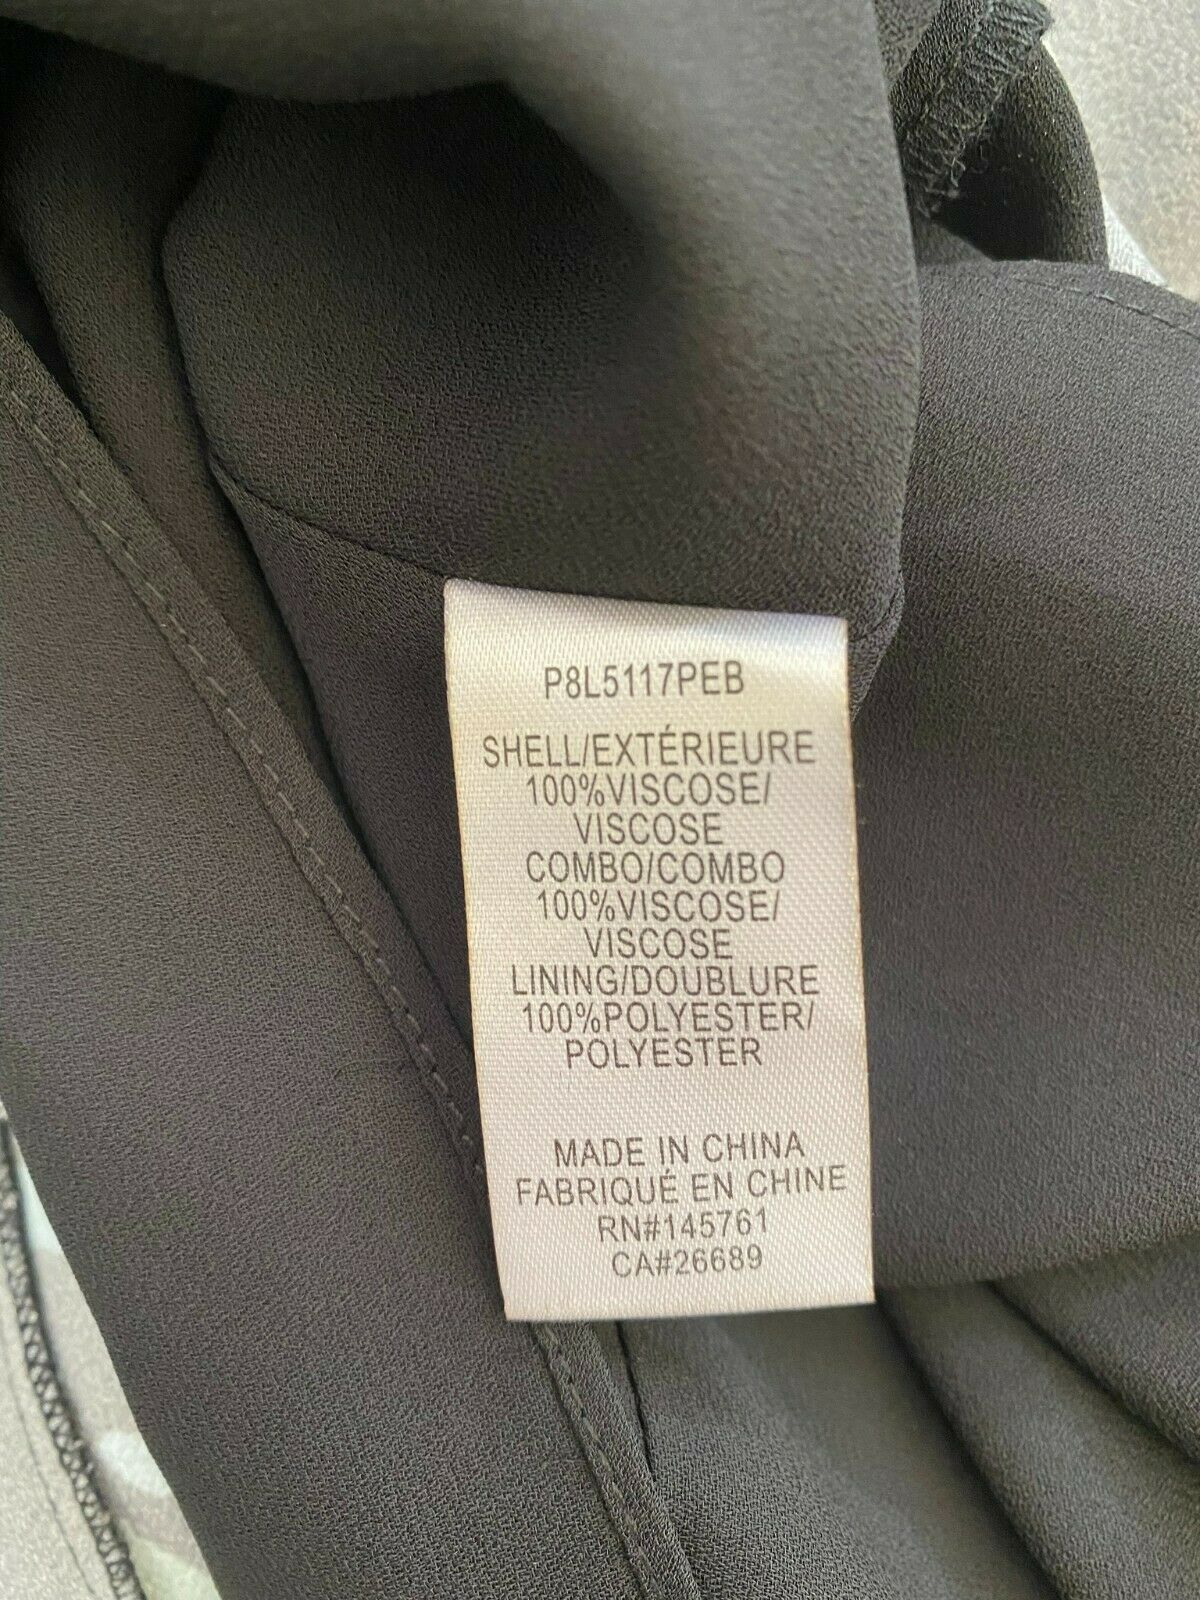 P8L5117PEB
SHELL/EXTÉRIEURE
100%VISCOSE/
VISCOSE
COMBO/COMBO
100%VISCOSE/
VISCOSE
LINING/DOUBLURE
100%POLYESTER/
POLYESTER
MADE IN CHINA
FABRIQUÉ EN CHINE
RN#145761
CA#26689